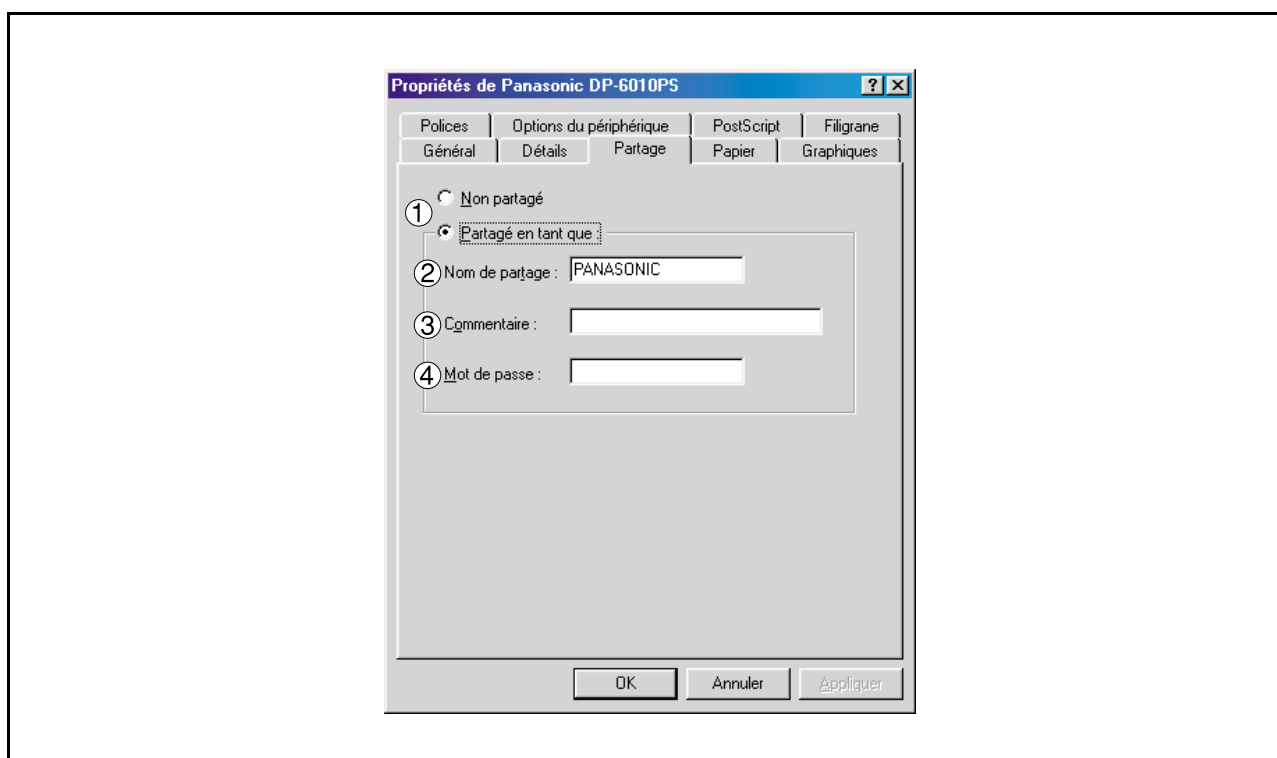 Propriétés de Panasonic DP-6010PS
Polices Options du périphérique PostScript Filigrane
Général Détails Partage Papier Graphiques
① Non partagé
Partagé en tant que :
② Nom de partage : PANASONIC
③ Commentaire :
④ Mot de passe :
OK Annuler Appliquer